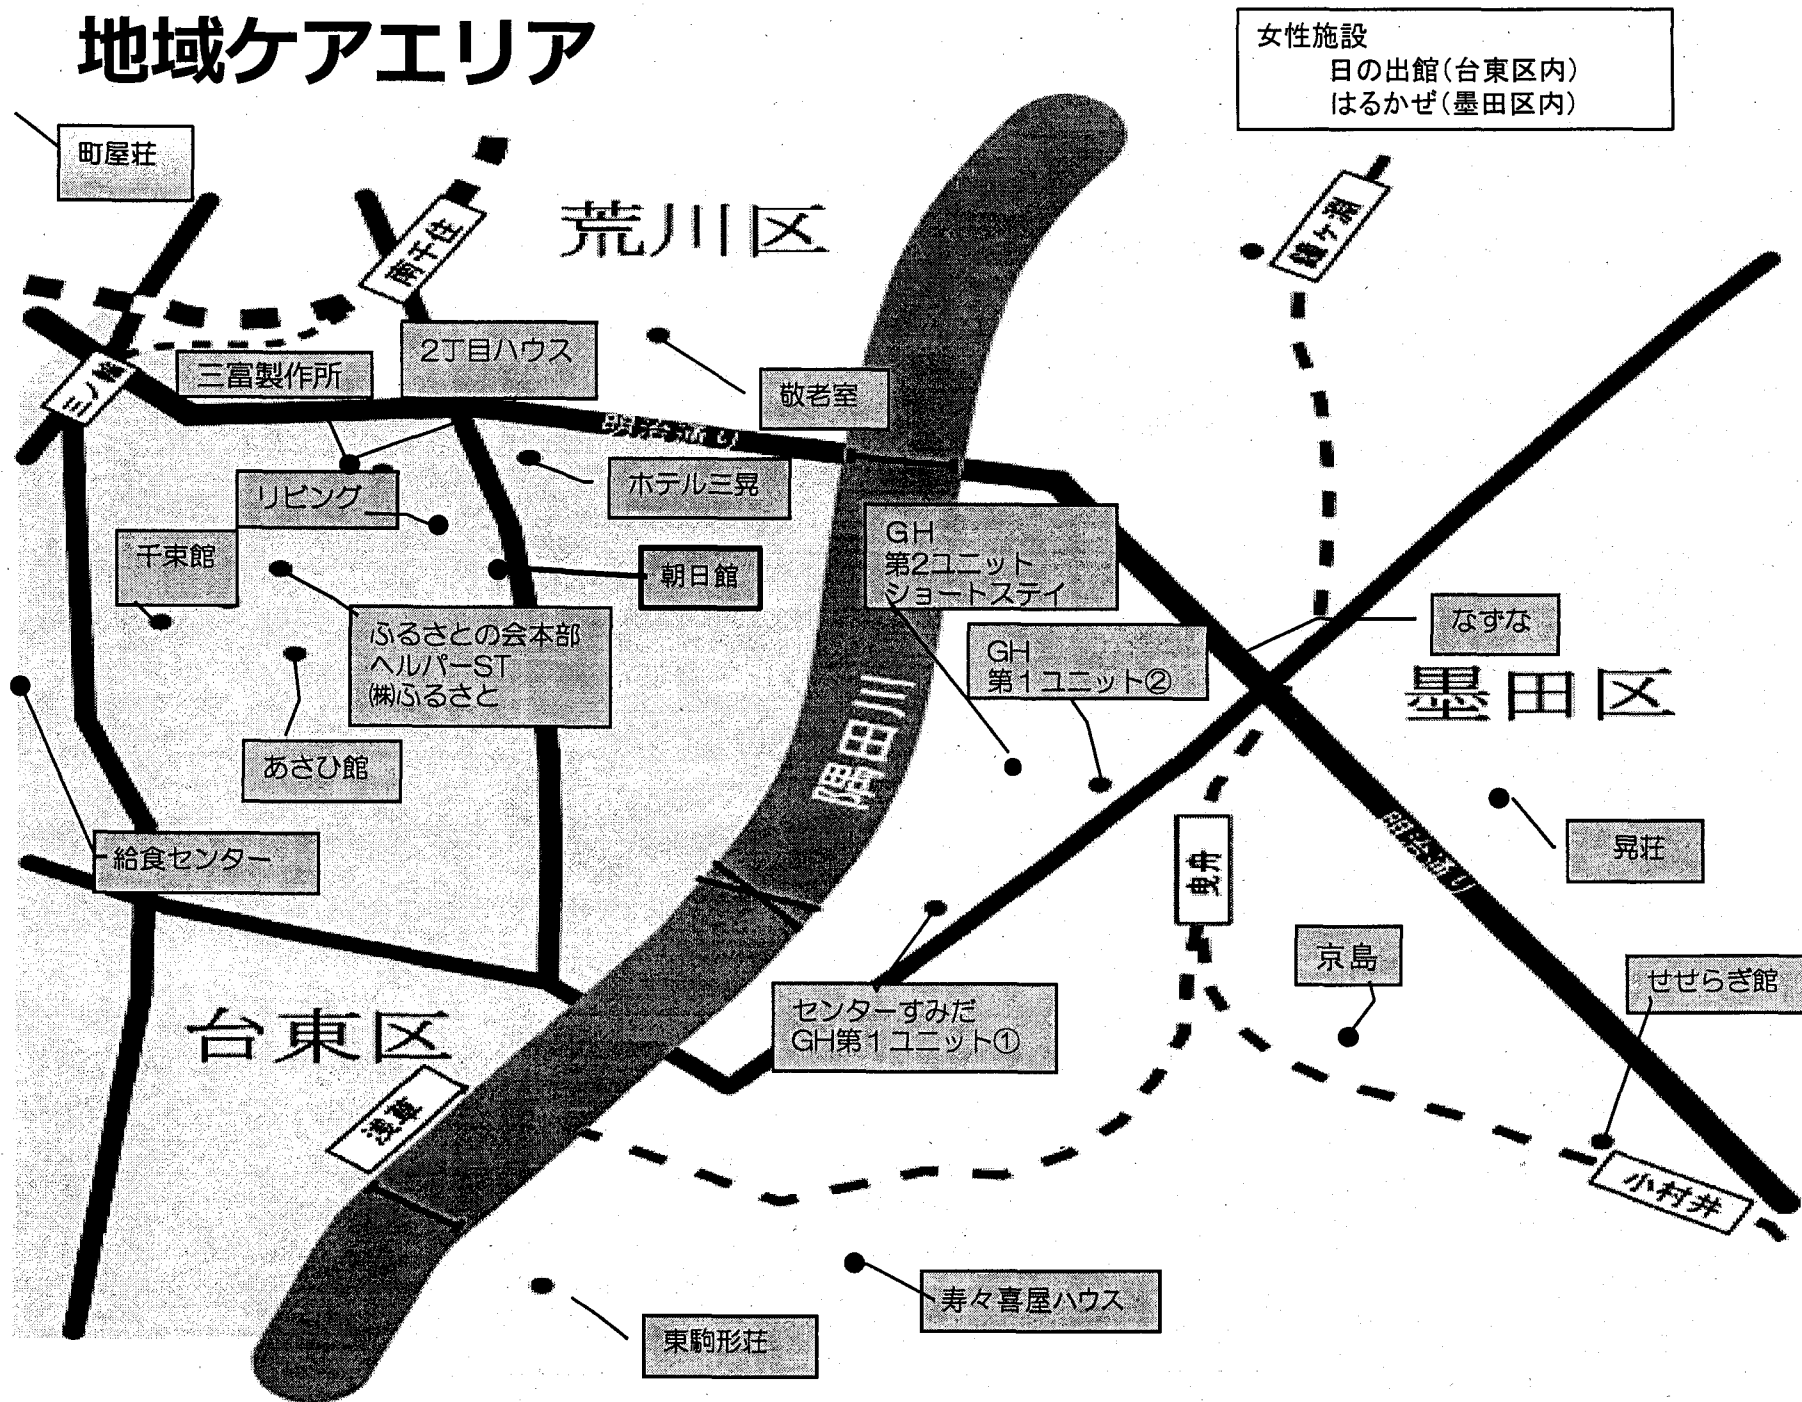 地域ケアエリア
女性施設
日の出館(台東区内)
はるかぜ(墨田区内)
町屋荘
荒川区
南千住
鐘ヶ淵
三ノ輪
三富製作所
2丁目ハウス
敬老室
明治通り
リビング
ホテル三晃
千束館
朝日館
GH
第2ユニット
ショートステイ
ふるさとの会本部
ヘルパーST
㈱ふるさと
GH
第1ユニット②
なずな
墨田区
隅田川
あさひ館
給食センター
曳舟
明治通り
晃荘
京島
せせらぎ館
センターすみだ
GH第1ユニット①
台東区
浅草
小村井
寿々喜屋ハウス
東駒形荘